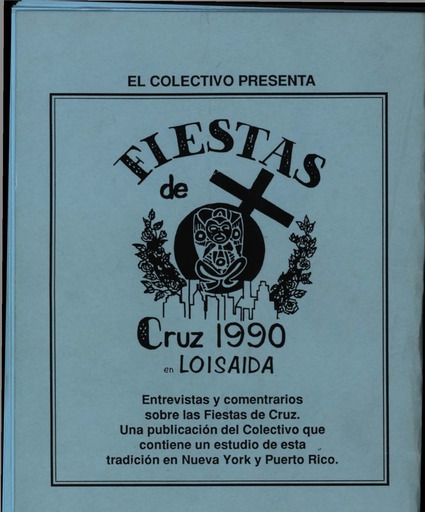 EL COLECTIVO PRESENTA
FIESTAS
de
Cruz 1990
en LOISAIDA
Entrevistas y comentarios
sobre las Fiestas de Cruz.
Una publicación del Colectivo que
contiene un estudio de esta
tradición en Nueva York y Puerto Rico.